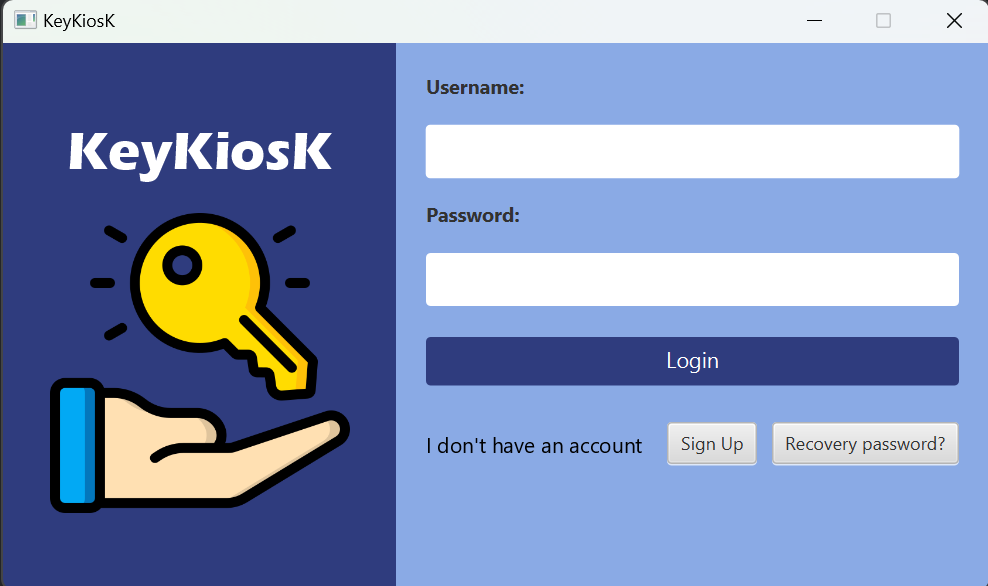 KeyKiosK
KeyKiosK
Username:
Password:
Login
I don't have an account
Sign Up
Recovery password?